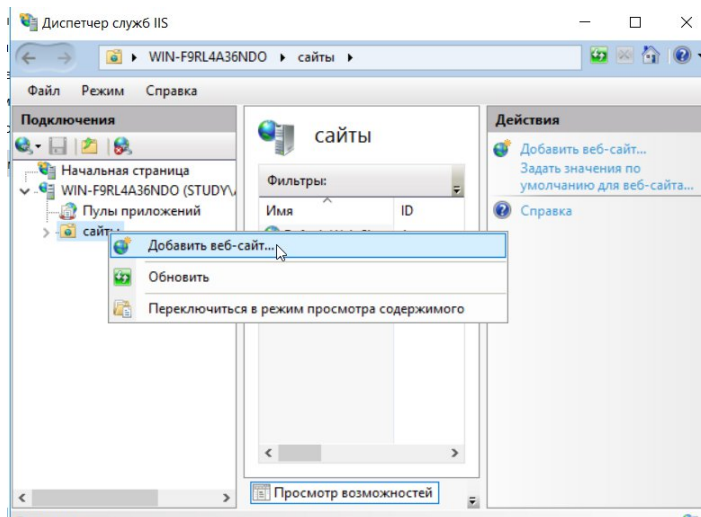 Диспетчер служб IIS
WIN-F9RL4A36NDO
сайты
Файл
Режим
Справка
Подключения
Начальная страница
WIN-F9RL4A36NDO (STUDY\
Пулы приложений
сайты
сайты
Фильтры:
Имя
ID
Добавить веб-сайт...
Обновить
Переключиться в режим просмотра содержимого
Просмотр возможностей
Действия
Добавить веб-сайт...
Задать значения по
умолчанию для веб-сайта...
Справка